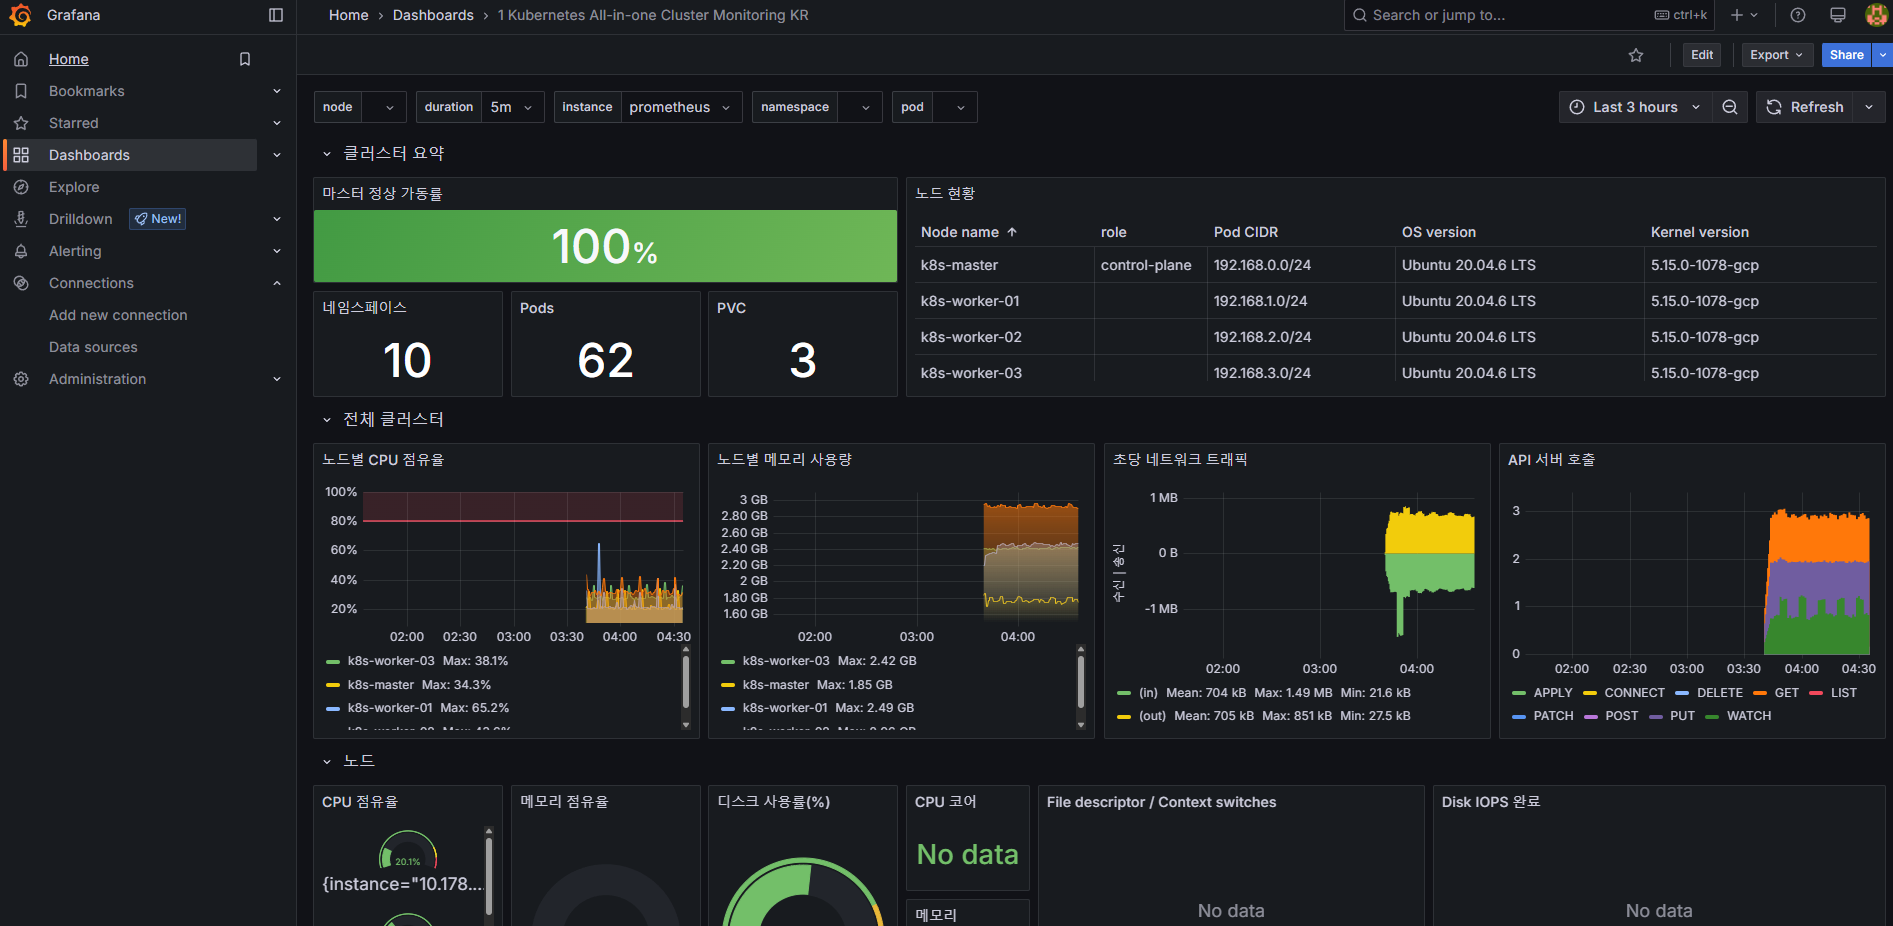 Grafana
Home › Dashboards › 1 Kubernetes All-in-one Cluster Monitoring KR
Search or jump to... ctrl+k
Home
Bookmarks
Starred
Dashboards
Explore
Drilldown New!
Alerting
Connections
Add new connection
Data sources
Administration
Edit Export Share
node duration 5m instance prometheus namespace pod Last 3 hours Refresh
클러스터 요약
마스터 정상 가동률
100%
네임스페이스
10
Pods
62
PVC
3
노드 현황
Node name role Pod CIDR OS version Kernel version
k8s-master control-plane 192.168.0.0/24 Ubuntu 20.04.6 LTS 5.15.0-1078-gcp
k8s-worker-01 192.168.1.0/24 Ubuntu 20.04.6 LTS 5.15.0-1078-gcp
k8s-worker-02 192.168.2.0/24 Ubuntu 20.04.6 LTS 5.15.0-1078-gcp
k8s-worker-03 192.168.3.0/24 Ubuntu 20.04.6 LTS 5.15.0-1078-gcp
전체 클러스터
노드별 CPU 점유율
100%
80%
60%
40%
20%
02:00 02:30 03:00 03:30 04:00 04:30
k8s-worker-03 Max: 38.1%
k8s-master Max: 34.3%
k8s-worker-01 Max: 65.2%
노드별 메모리 사용량
3 GB
2.80 GB
2.60 GB
2.40 GB
2.20 GB
2 GB
1.80 GB
1.60 GB
02:00 03:00 04:00
k8s-worker-03 Max: 2.42 GB
k8s-master Max: 1.85 GB
k8s-worker-01 Max: 2.49 GB
초당 네트워크 트래픽
수신 | 송신
1 MB
0 B
-1 MB
02:00 03:00 04:00
(in) Mean: 704 kB Max: 1.49 MB Min: 21.6 kB
(out) Mean: 705 kB Max: 851 kB Min: 27.5 kB
API 서버 호출
3
2
1
0
02:00 02:30 03:00 03:30 04:00 04:30
APPLY CONNECT DELETE GET LIST
PATCH POST PUT WATCH
노드
CPU 점유율
20.1%
{instance="10.178....
메모리 점유율
디스크 사용률(%)
CPU 코어
No data
메모리
File descriptor / Context switches
No data
Disk IOPS 완료
No data